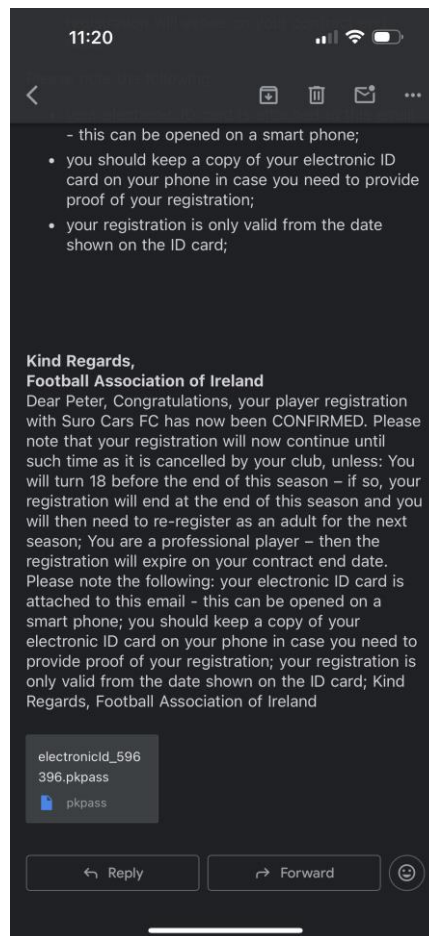 11:20
- this can be opened on a smart phone;
• you should keep a copy of your electronic ID
card on your phone in case you need to provide
proof of your registration;
• your registration is only valid from the date
shown on the ID card;
Kind Regards,
Football Association of Ireland
Dear Peter, Congratulations, your player registration
with Suro Cars FC has now been CONFIRMED. Please
note that your registration will now continue until
such time as it is cancelled by your club, unless: You
will turn 18 before the end of this season – if so, your
registration will end at the end of this season and you
will then need to re-register as an adult for the next
season; You are a professional player – then the
registration will expire on your contract end date.
Please note the following: your electronic ID card is
attached to this email - this can be opened on a
smart phone; you should keep a copy of your
electronic ID card on your phone in case you need to
provide proof of your registration; your registration is
only valid from the date shown on the ID card; Kind
Regards, Football Association of Ireland
electronicId_596
396.pkpass
pkpass
Reply
Forward